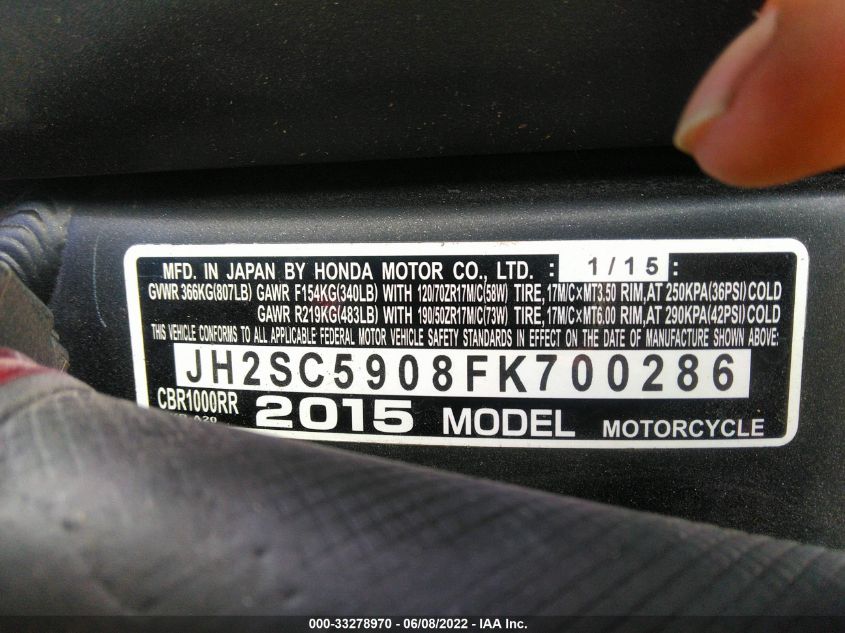 MFD. IN JAPAN BY HONDA MOTOR CO., LTD. : 1/15 :
GVWR 366KG(807LB) GAWR F154KG(340LB) WITH 120/70ZR17M/C(58W) TIRE,17M/C×MT3.50 RIM,AT 250KPA(36PSI)COLD
GAWR R219KG(483LB) WITH 190/50ZR17M/C(73W) TIRE,17M/C×MT6.00 RIM,AT 290KPA(42PSI)COLD
THIS VEHICLE CONFORMS TO ALL APPLICABLE FEDERAL MOTOR VEHICLE SAFETY STANDARDS IN EFFECT ON THE DATE OF MANUFACTURE SHOWN ABOVE:
JH2SC5908FK700286
CBR1000RR 2015 MODEL MOTORCYCLE
000-33278970 - 06/08/2022 - IAA Inc.